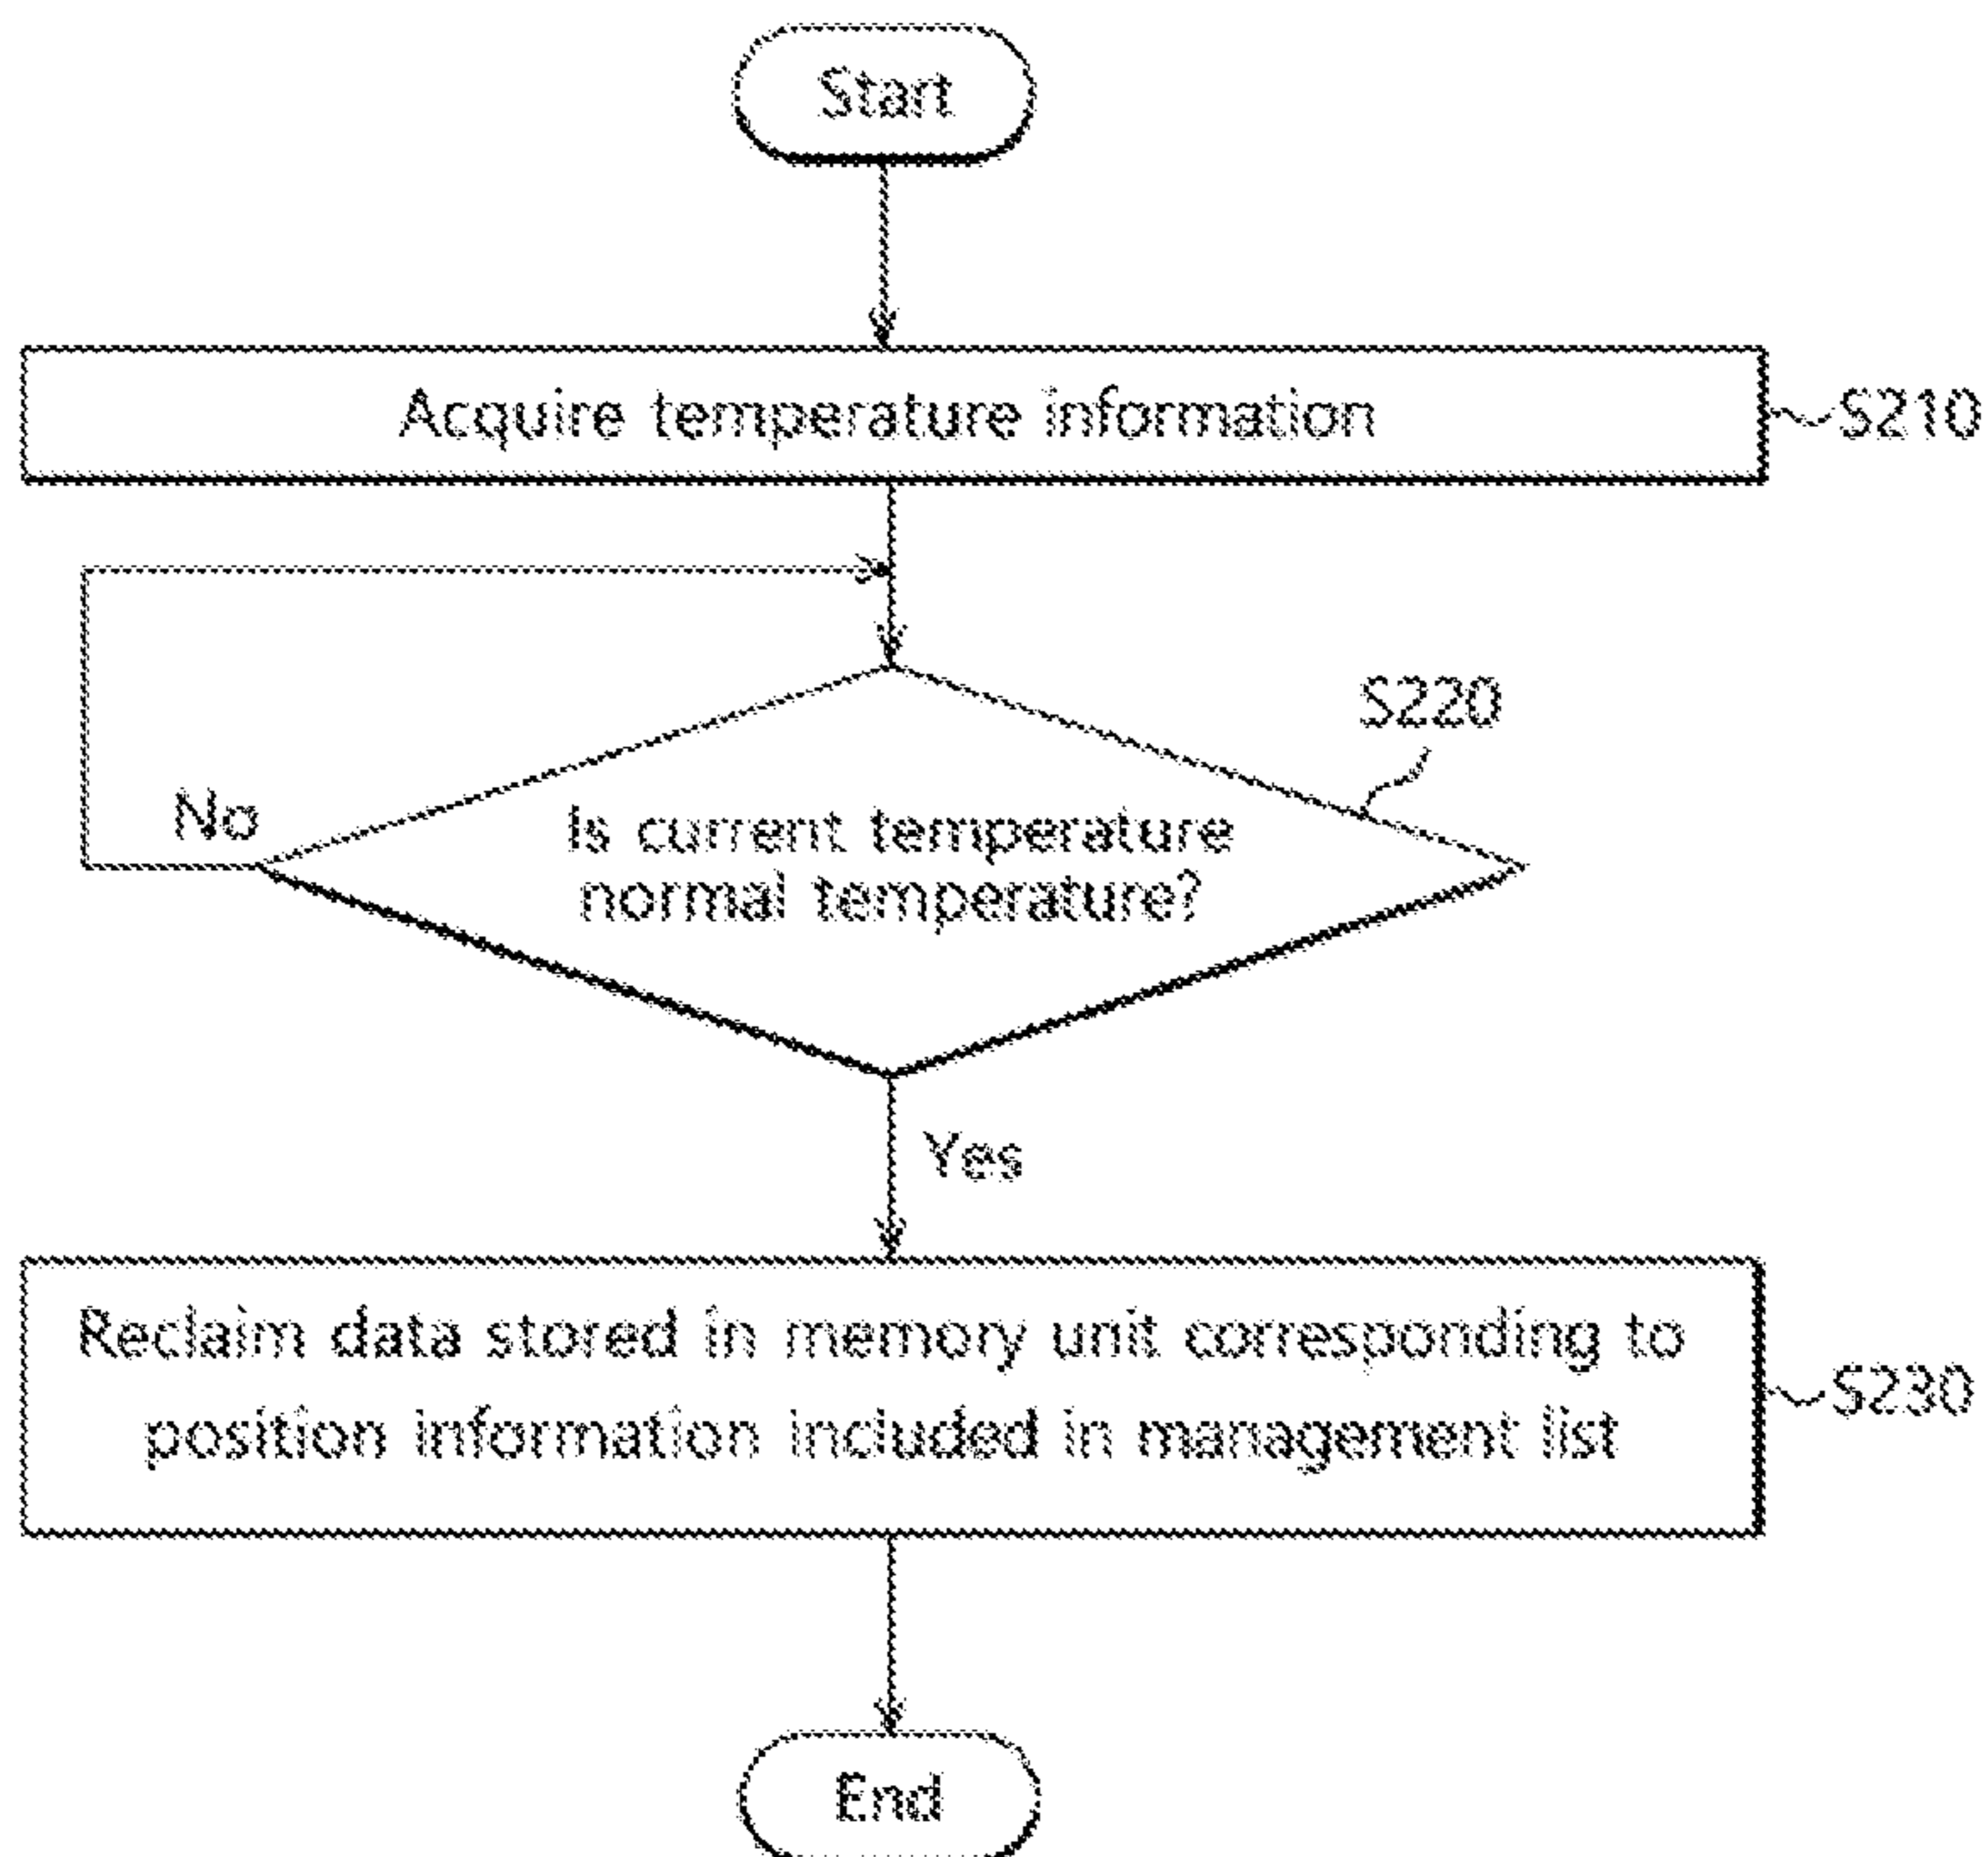 Start
Acquire temperature information
S210
S220
No
Is current temperature
normal temperature?
Yes
Reclaim data stored in memory unit corresponding to
position information included in management list
S230
End